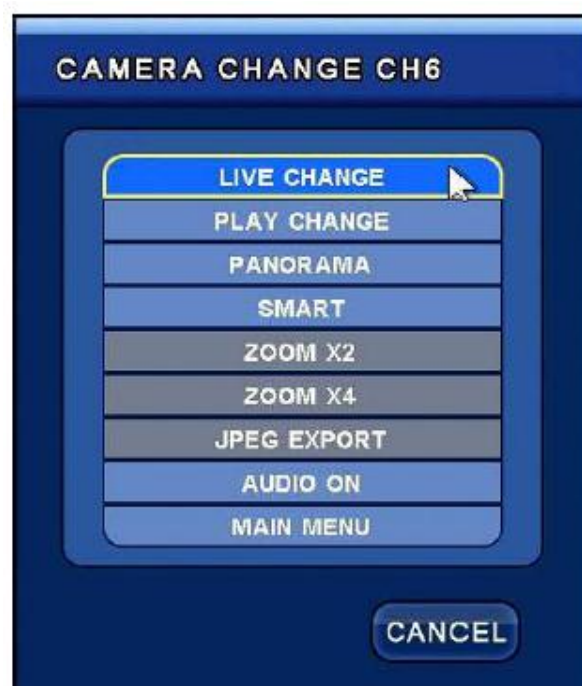 CAMERA CHANGE CH6
LIVE CHANGE
PLAY CHANGE
PANORAMA
SMART
ZOOM X2
ZOOM X4
JPEG EXPORT
AUDIO ON
MAIN MENU
CANCEL